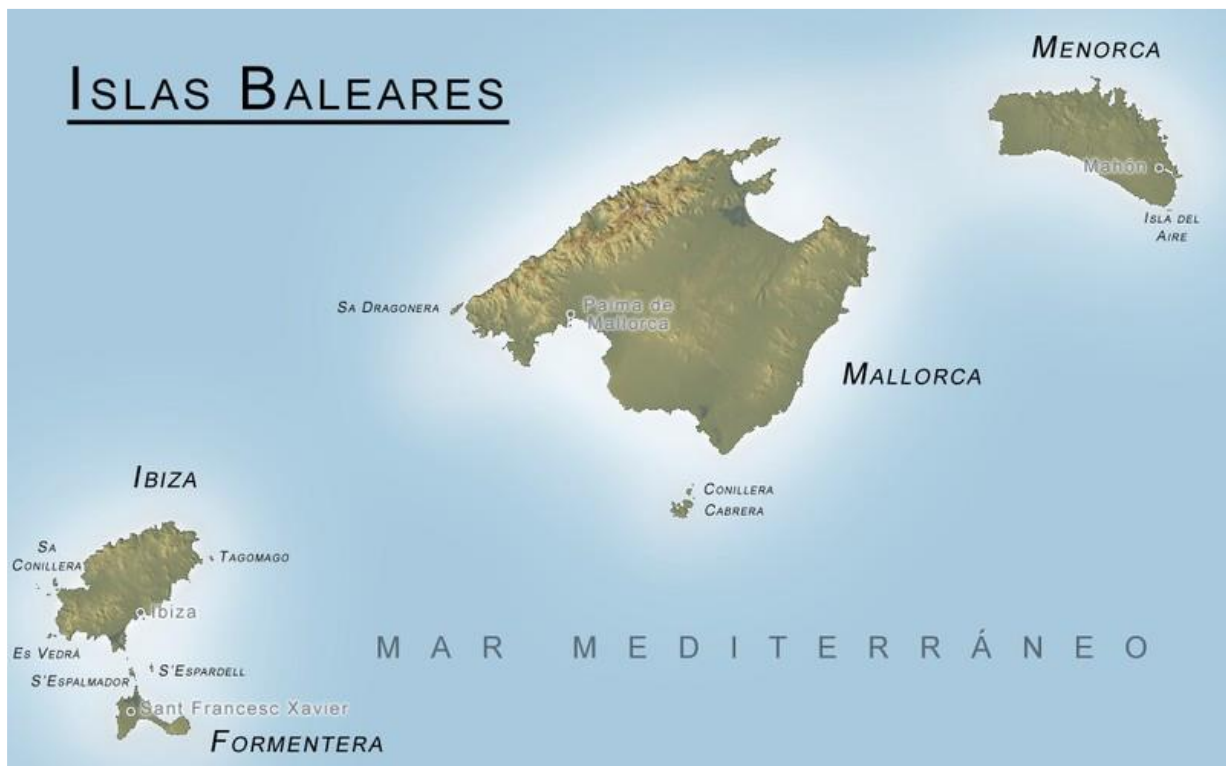 ISLAS BALEARES
MENORCA
Mahón
ISLA DEL
AIRE
SA DRAGONERA
Palma de
Mallorca
MALLORCA
CONILLERA
CABRERA
IBIZA
SA
CONILLERA
TAGOMAGO
Ibiza
ES VEDRÀ
S'ESPARDELL
S'ESPALMADOR
MAR MEDITERRÁNEO
Sant Francesc Xavier
FORMENTERA